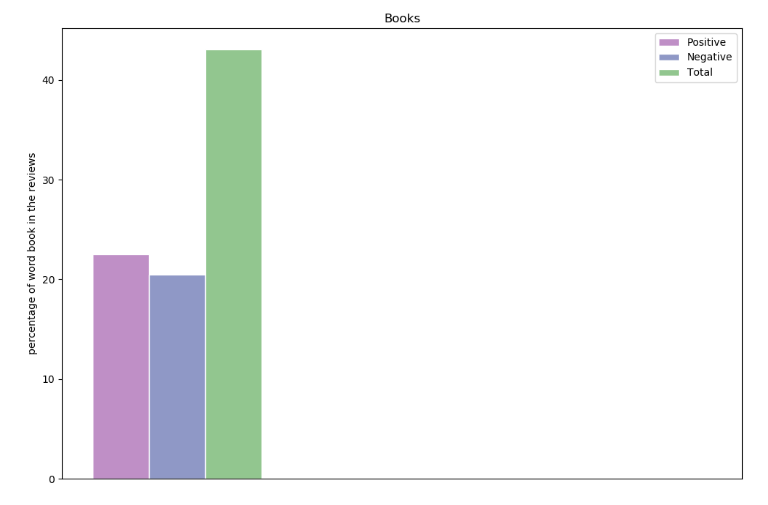 Books
Positive
Negative
Total
percentage of word book in the reviews
40
30
20
10
0